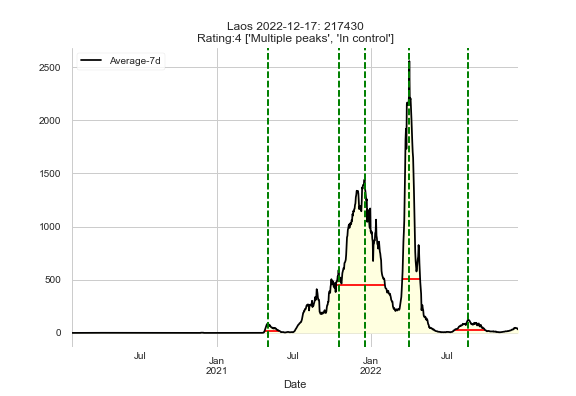 Laos 2022-12-17: 217430
Rating:4 ['Multiple peaks', 'In control']
Average-7d
2500
2000
1500
1000
500
0
Jul
Jan
2021
Jul
Jan
2022
Jul
Date